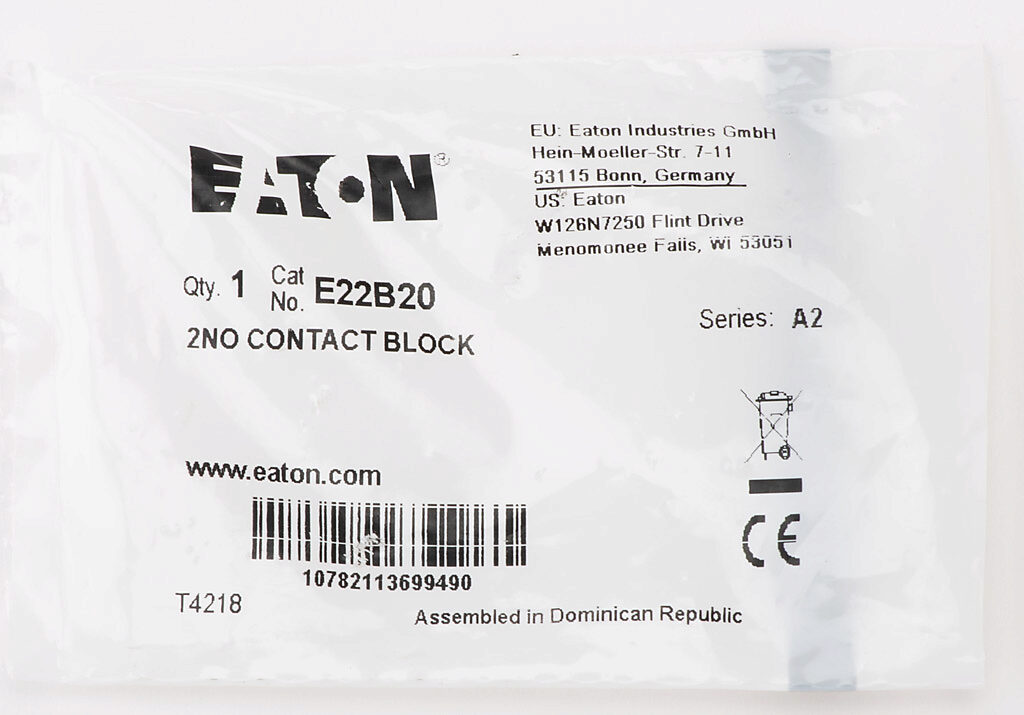 EATON®
EU: Eaton Industries GmbH
Hein-Moeller-Str. 7-11
53115 Bonn, Germany
US: Eaton
W126N7250 Flint Drive
Menomonee Falls, WI 53051
Qty. 1 Cat No. E22B20
2NO CONTACT BLOCK
Series: A2
www.eaton.com
CE
10782113699490
T4218
Assembled in Dominican Republic